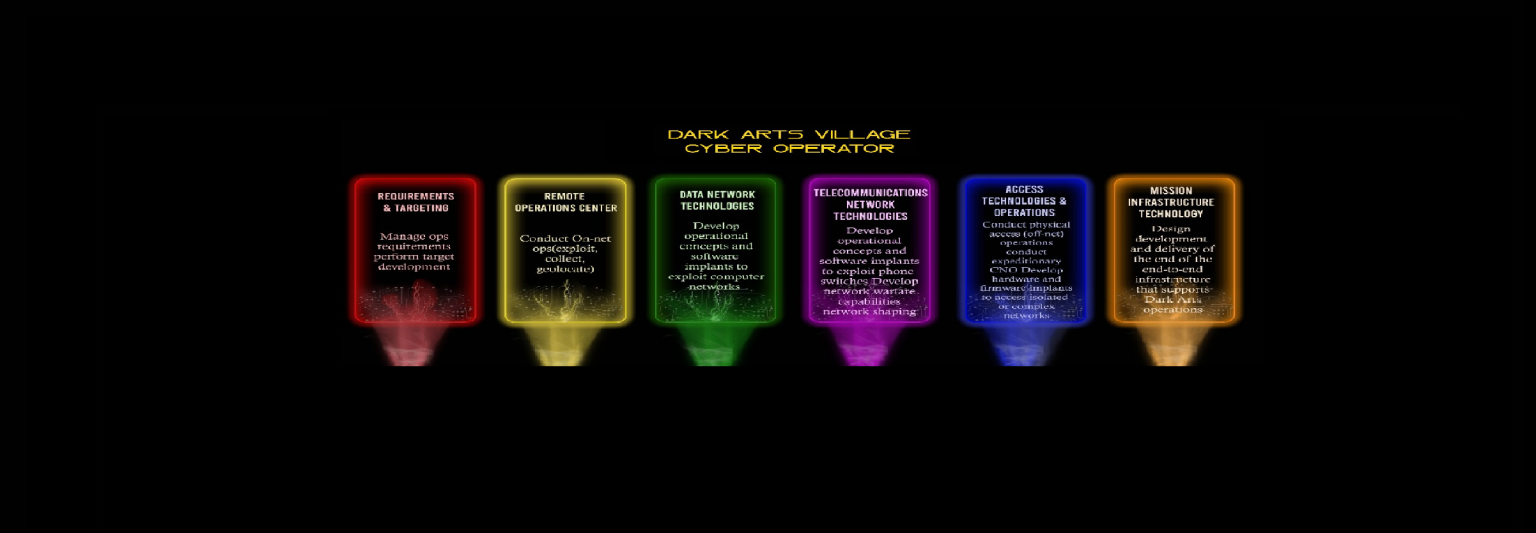 DARK ARTS VILLAGE
CYBER OPERATOR
REQUIREMENTS
& TARGETING
Manage ops
requirements
perform target
development
REMOTE
OPERATIONS CENTER
Conduct On-net
ops(exploit,
collect,
geolocate)
DATA NETWORK
TECHNOLOGIES
Develop
operational
concepts and
software
implants to
exploit computer
networks
TELECOMMUNICATIONS
NETWORK
TECHNOLOGIES
Develop
operational
concepts and
software implants
to exploit phone
switches Develop
network warfare
capabilities
network shaping
ACCESS
TECHNOLOGIES &
OPERATIONS
Conduct physical
access (off-net)
operations
conduct
expeditionary
CNO Develop
hardware and
firmware implants
to access isolated
or complex
networks
MISSION
INFRASTRUCTURE
TECHNOLOGY
Design
development
and delivery of
the end of the
end-to-end
infrastructure
that supports
Dark Arts
operations